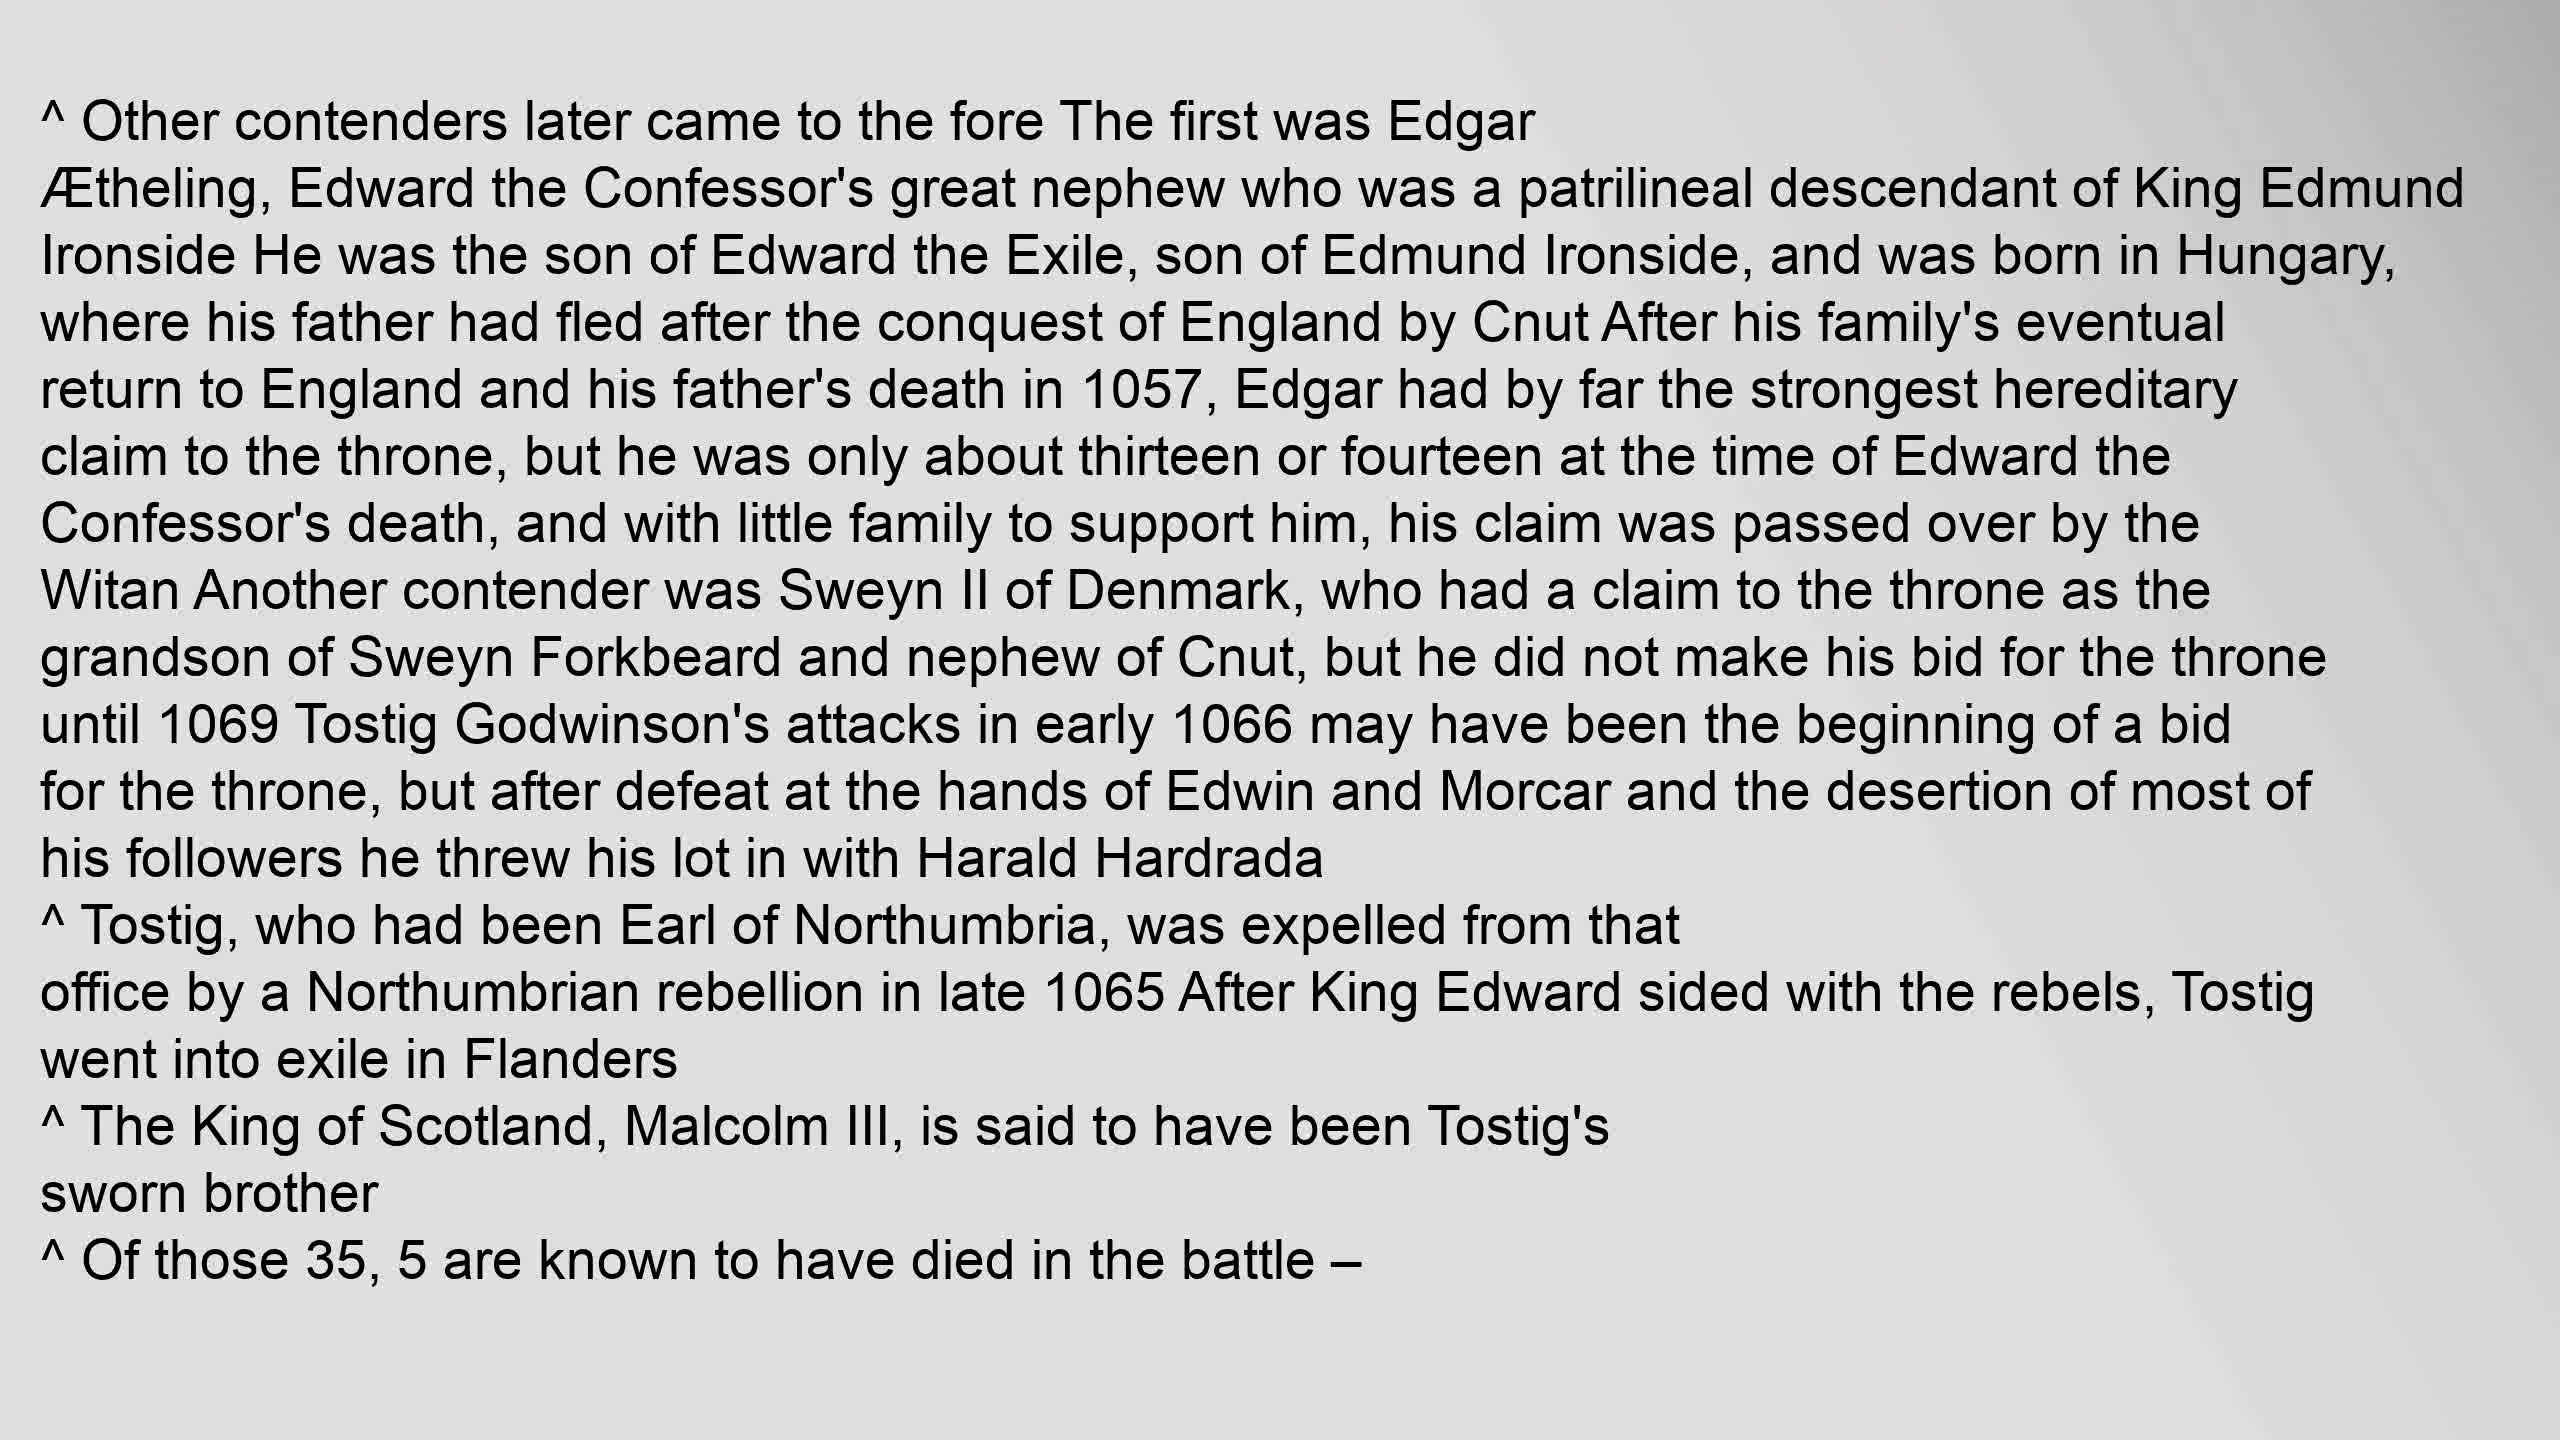 ^ Other contenders later came to the fore The first was Edgar
Ætheling, Edward the Confessor's great nephew who was a patrilineal descendant of King Edmund
Ironside He was the son of Edward the Exile, son of Edmund Ironside, and was born in Hungary,
where his father had fled after the conquest of England by Cnut After his family's eventual
return to England and his father's death in 1057, Edgar had by far the strongest hereditary
claim to the throne, but he was only about thirteen or fourteen at the time of Edward the
Confessor's death, and with little family to support him, his claim was passed over by the
Witan Another contender was Sweyn II of Denmark, who had a claim to the throne as the
grandson of Sweyn Forkbeard and nephew of Cnut, but he did not make his bid for the throne
until 1069 Tostig Godwinson's attacks in early 1066 may have been the beginning of a bid
for the throne, but after defeat at the hands of Edwin and Morcar and the desertion of most of
his followers he threw his lot in with Harald Hardrada
^ Tostig, who had been Earl of Northumbria, was expelled from that
office by a Northumbrian rebellion in late 1065 After King Edward sided with the rebels, Tostig
went into exile in Flanders
^ The King of Scotland, Malcolm III, is said to have been Tostig's
sworn brother
^ Of those 35, 5 are known to have died in the battle –